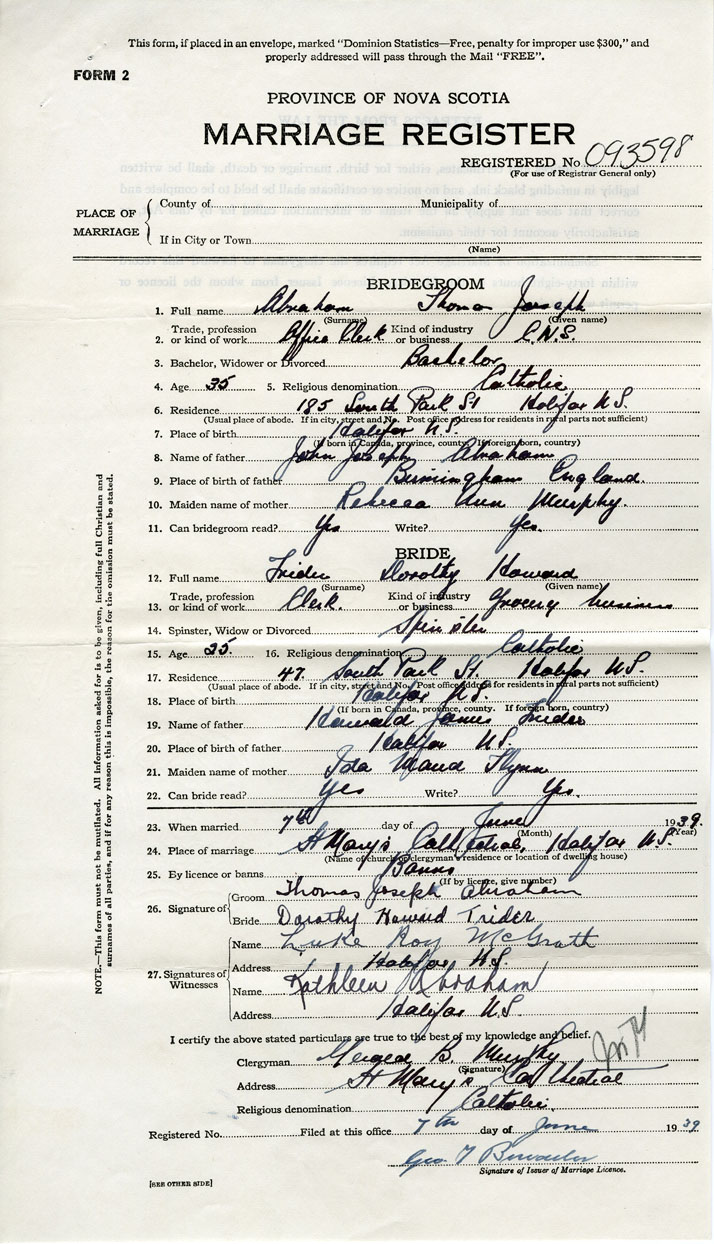 This form, if placed in an envelope, marked "Dominion Statistics—Free, penalty for improper use $300," and
properly addressed will pass through the Mail "FREE".
FORM 2
PROVINCE OF NOVA SCOTIA
MARRIAGE REGISTER
REGISTERED No 093598
(For use of Registrar General only)
PLACE OF MARRIAGE
County of Municipality of
If in City or Town
(Name)
BRIDEGROOM
1. Full name Abraham Thomas Joseph
(Surname) (Given name)
2. Trade, profession or kind of work Office Clerk Kind of industry or business C.N.S.
3. Bachelor, Widower or Divorced Bachelor
4. Age 35 5. Religious denomination Catholic
6. Residence 185 South Park St Halifax N.S.
(Usual place of abode. If in city, street and No. Post office address for residents in rural parts not sufficient)
7. Place of birth Halifax N.S.
(If born in Canada, province, county. If foreign born, country)
8. Name of father John Joseph Abraham
9. Place of birth of father Birmingham England.
10. Maiden name of mother Rebecca Ann Murphy.
11. Can bridegroom read? Yes Write? Yes.
BRIDE
12. Full name Trider Dorothy Howard
(Surname) (Given name)
13. Trade, profession or kind of work Clerk. Kind of industry or business Grocery business
14. Spinster, Widow or Divorced Spinster
15. Age 25. 16. Religious denomination Catholic
17. Residence 47. South Park St. Halifax N.S.
(Usual place of abode. If in city, street and No. Post office address for residents in rural parts not sufficient)
18. Place of birth Halifax N.S.
(If born in Canada, province, county. If foreign born, country)
19. Name of father Howard James Trider
20. Place of birth of father Halifax N.S.
21. Maiden name of mother Ida Maud Flynn
22. Can bride read? Yes Write? Yes.
23. When married 7th day of June 1939.
(Month) (Year)
24. Place of marriage St Mary's Cathedral, Halifax N.S.
(Name of church or clergyman's residence or location of dwelling house)
25. By licence or banns Banns
(If by licence, give number)
26. Signature of
Groom Thomas Joseph Abraham
Bride Dorothy Howard Trider
27. Signatures of Witnesses
Name Luke Roy McGrath
Address Halifax N.S.
Name Kathleen Abraham
Address Halifax N.S.
I certify the above stated particulars are true to the best of my knowledge and belief.
Clergyman B. Murphy
(Signature)
Address St Mary's Cathedral
Religious denomination Catholic.
Registered No. Filed at this office 7th day of June 1939
Geo
Signature of Issuer of Marriage Licence.
[SEE OTHER SIDE]
NOTE.—This form must not be mutilated. All information asked for is to be given, including full Christian and
surnames of all parties, and if for any reason this is impossible, the reason for the omission must be stated.